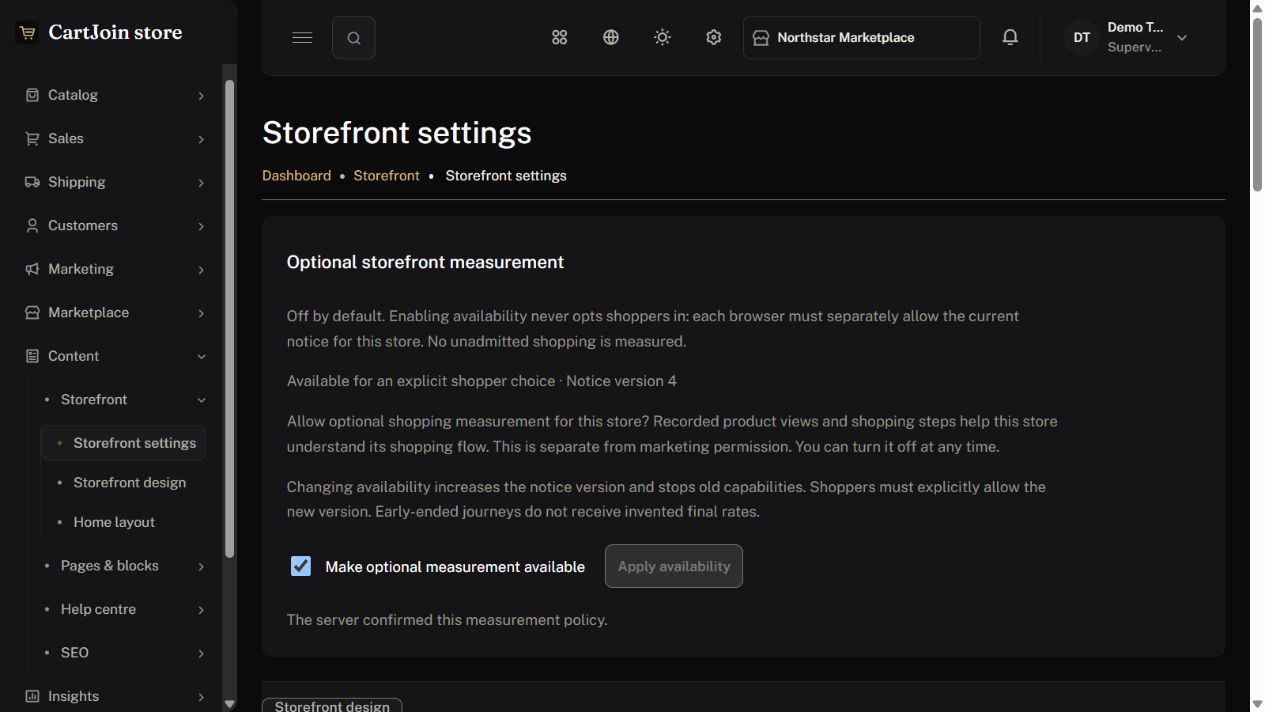 CartJoin store
Catalog
Sales
Shipping
Customers
Marketing
Marketplace
Content
Storefront
Storefront settings
Storefront design
Home layout
Pages & blocks
Help centre
SEO
Insights
Northstar Marketplace
DT
Demo T...
Superv...
Storefront settings
Dashboard • Storefront • Storefront settings
Optional storefront measurement
Off by default. Enabling availability never opts shoppers in: each browser must separately allow the current
notice for this store. No unadmitted shopping is measured.
Available for an explicit shopper choice · Notice version 4
Allow optional shopping measurement for this store? Recorded product views and shopping steps help this store
understand its shopping flow. This is separate from marketing permission. You can turn it off at any time.
Changing availability increases the notice version and stops old capabilities. Shoppers must explicitly allow the
new version. Early-ended journeys do not receive invented final rates.
Make optional measurement available
Apply availability
The server confirmed this measurement policy.
Storefront design